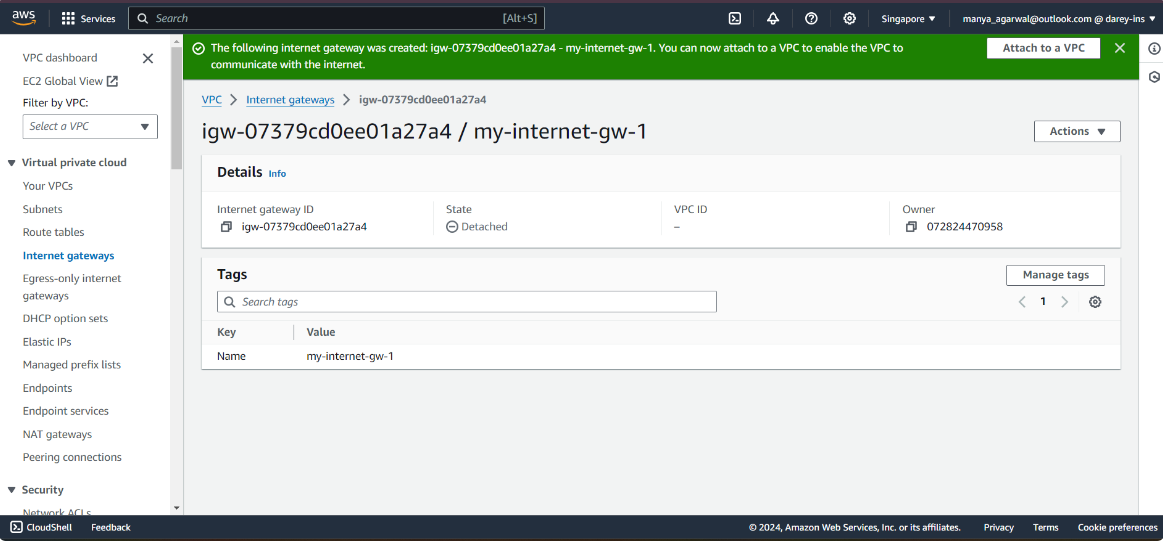 aws
Services
Search
[Alt+S]
Singapore
manya_agarwal@outlook.com @ darey-ins
VPC dashboard
EC2 Global View
Filter by VPC:
Select a VPC
Virtual private cloud
Your VPCs
Subnets
Route tables
Internet gateways
Egress-only internet
gateways
DHCP option sets
Elastic IPs
Managed prefix lists
Endpoints
Endpoint services
NAT gateways
Peering connections
Security
Network ACLs
The following internet gateway was created: igw-07379cd0ee01a27a4 - my-internet-gw-1. You can now attach to a VPC to enable the VPC to
communicate with the internet.
Attach to a VPC
VPC
Internet gateways
igw-07379cd0ee01a27a4
igw-07379cd0ee01a27a4 / my-internet-gw-1
Actions
Details Info
Internet gateway ID
igw-07379cd0ee01a27a4
State
Detached
VPC ID
–
Owner
072824470958
Tags
Manage tags
Search tags
1
Key Value
Name my-internet-gw-1
CloudShell
Feedback
© 2024, Amazon Web Services, Inc. or its affiliates.
Privacy
Terms
Cookie preferences